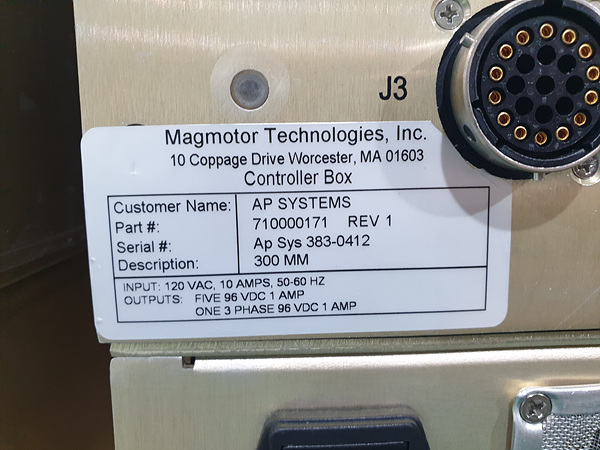 J3
Magmotor Technologies, Inc.
10 Coppage Drive Worcester, MA 01603
Controller Box
Customer Name: AP SYSTEMS
Part #: 710000171 REV 1
Serial #: Ap Sys 383-0412
Description: 300 MM
INPUT: 120 VAC, 10 AMPS, 50-60 HZ
OUTPUTS: FIVE 96 VDC 1 AMP
ONE 3 PHASE 96 VDC 1 AMP